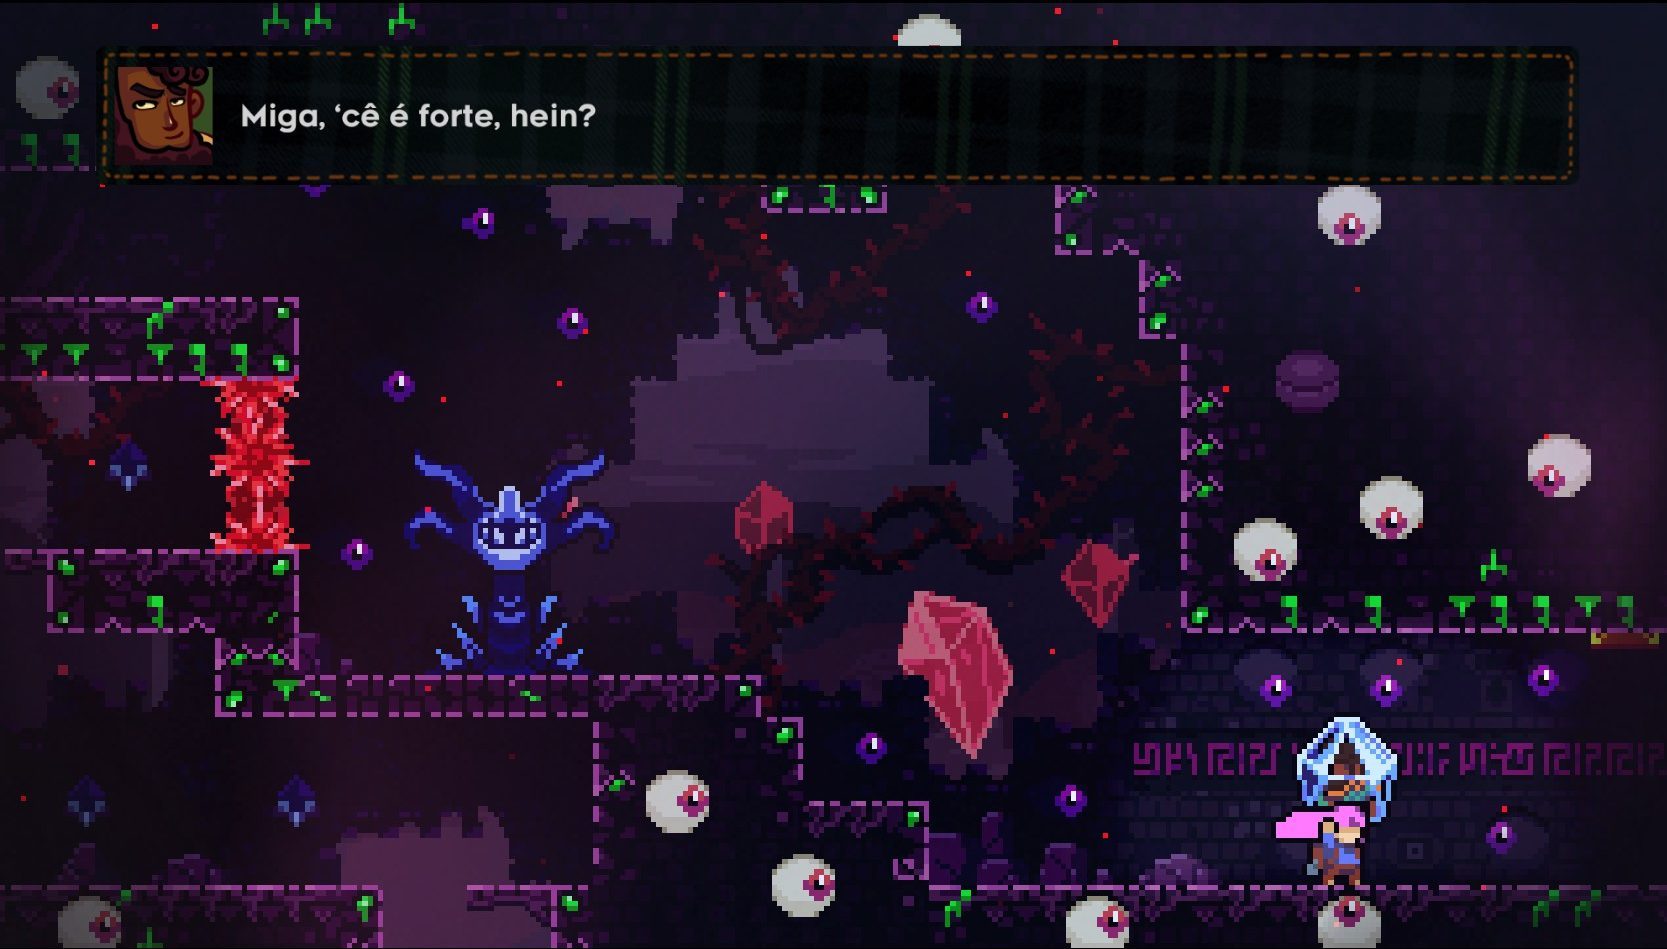 Miga, ‘cê é forte, hein?